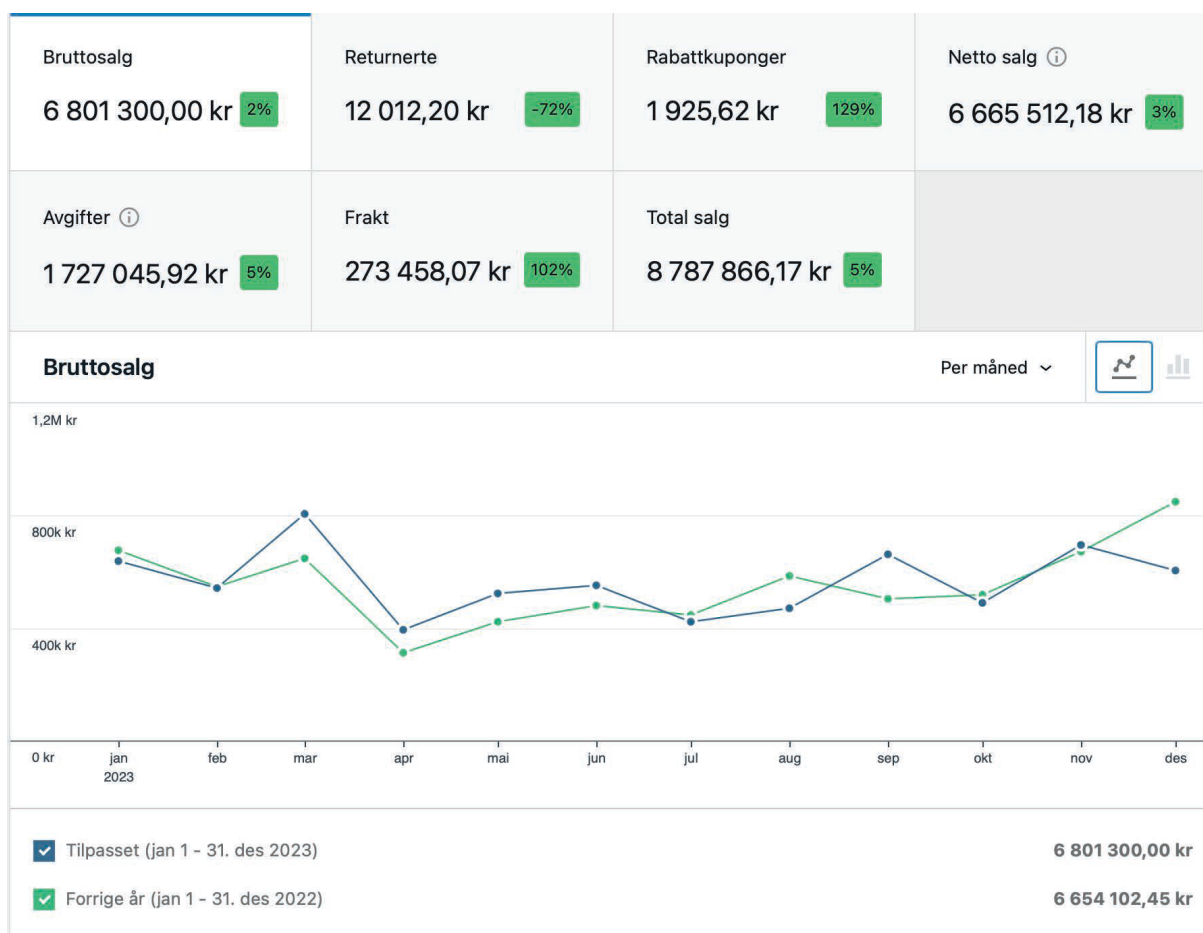 Bruttosalg
6 801 300,00 kr 2%
Returnerte
12 012,20 kr -72%
Rabattkuponger
1 925,62 kr 129%
Netto salg
6 665 512,18 kr 3%
Avgifter
1 727 045,92 kr 5%
Frakt
273 458,07 kr 102%
Total salg
8 787 866,17 kr 5%
Bruttosalg
Per måned
1,2M kr
800k kr
400k kr
0 kr
jan feb mar apr mai jun jul aug sep okt nov des
2023
Tilpasset (jan 1 - 31. des 2023) 6 801 300,00 kr
Forrige år (jan 1 - 31. des 2022) 6 654 102,45 kr